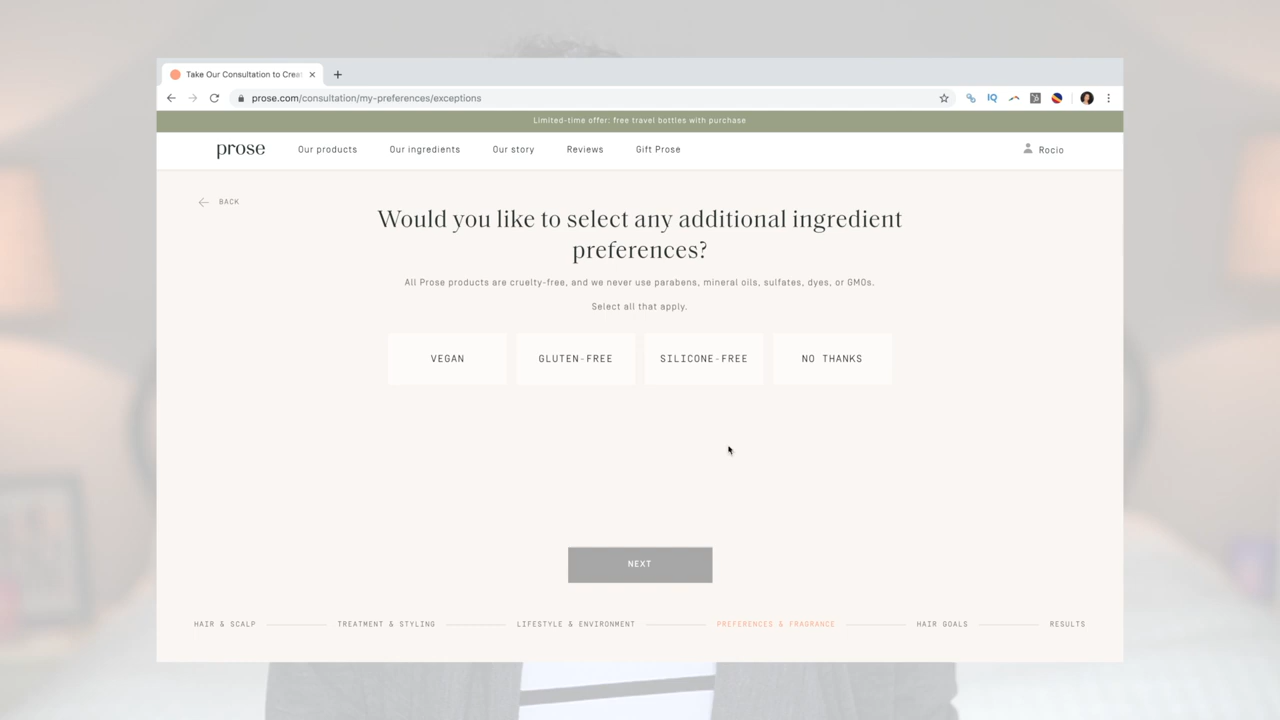 Take Our Consultation to Crea
prose.com/consultation/my-preferences/exceptions
IQ
Limited-time offer: free travel bottles with purchase
prose Our products Our ingredients Our story Reviews Gift Prose Rocio
BACK
Would you like to select any additional ingredient
preferences?
All Prose products are cruelty-free, and we never use parabens, mineral oils, sulfates, dyes, or GMOs.
Select all that apply.
VEGAN GLUTEN-FREE SILICONE-FREE NO THANKS
NEXT
HAIR & SCALP TREATMENT & STYLING LIFESTYLE & ENVIRONMENT PREFERENCES & FRAGRANCE HAIR GOALS RESULTS